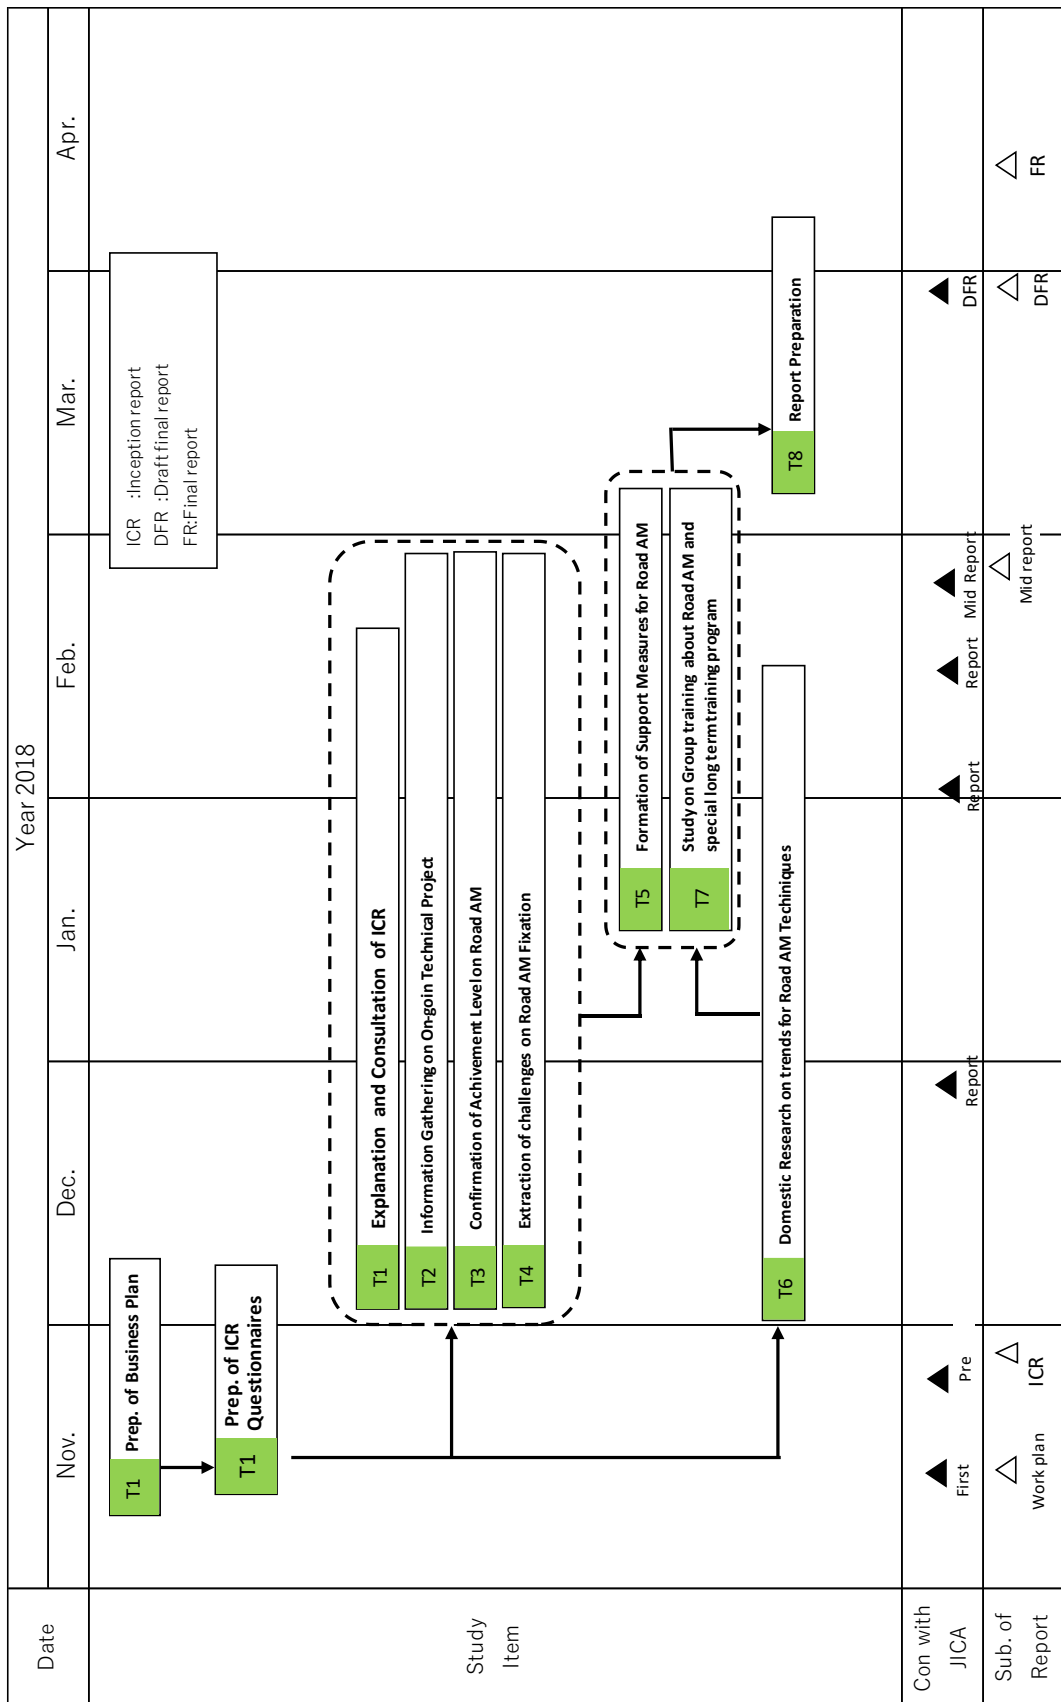 Date
Year 2018
Nov.
Dec.
Jan.
Feb.
Mar.
Apr.
Study
Item
T1
Prep. of Business Plan
T1
Prep. of ICR
Questionnaires
ICR :Inception report
DFR :Draft final report
FR:Final report
T1
Explanation and Consultation of ICR
T2
Information Gathering on On-goin Technical Project
T3
Confirmation of Achivement Level on Road AM
T4
Extraction of challenges on Road AM Fixation
T5
Formation of Support Measures for Road AM
T7
Study on Group training about Road AM and
special long term training program
T6
Domestic Research on trends for Road AM Techiniques
T8
Report Preparation
Con with
JICA
First
Pre
Report
Report
Report
Mid Report
DFR
Sub. of
Report
Work plan
ICR
Mid report
DFR
FR